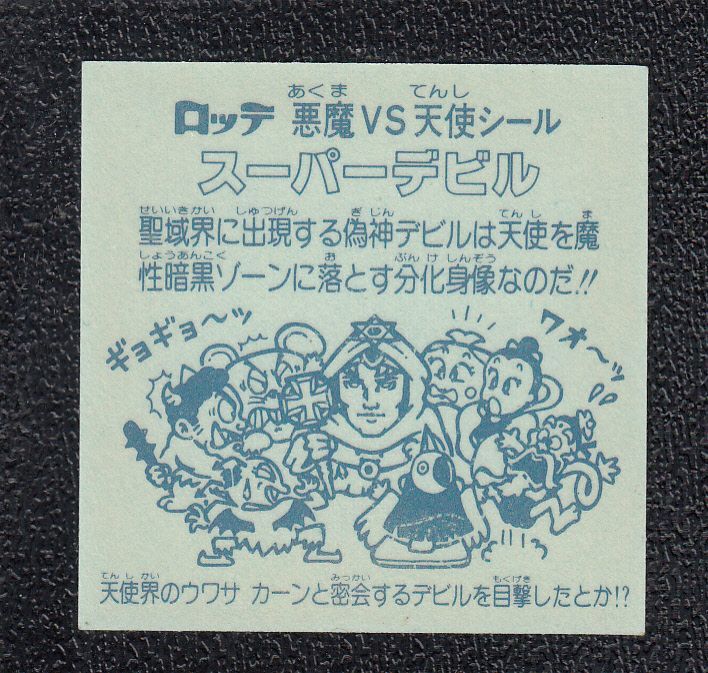 ロッテ 悪魔VS天使シール
あくま てんし
スーパーデビル
せいいきかい しゅつげん ぎじん てんし ま
聖域界に出現する偽神デビルは天使を魔
しょうあんこく お ぶんけしんぞう
性暗黒ゾーンに落とす分化身像なのだ!!
ギョギョ〜ッ
ワオ〜ッ
てんしかい みっかい もくげき
天使界のウワサ カーンと密会するデビルを目撃したとか!?